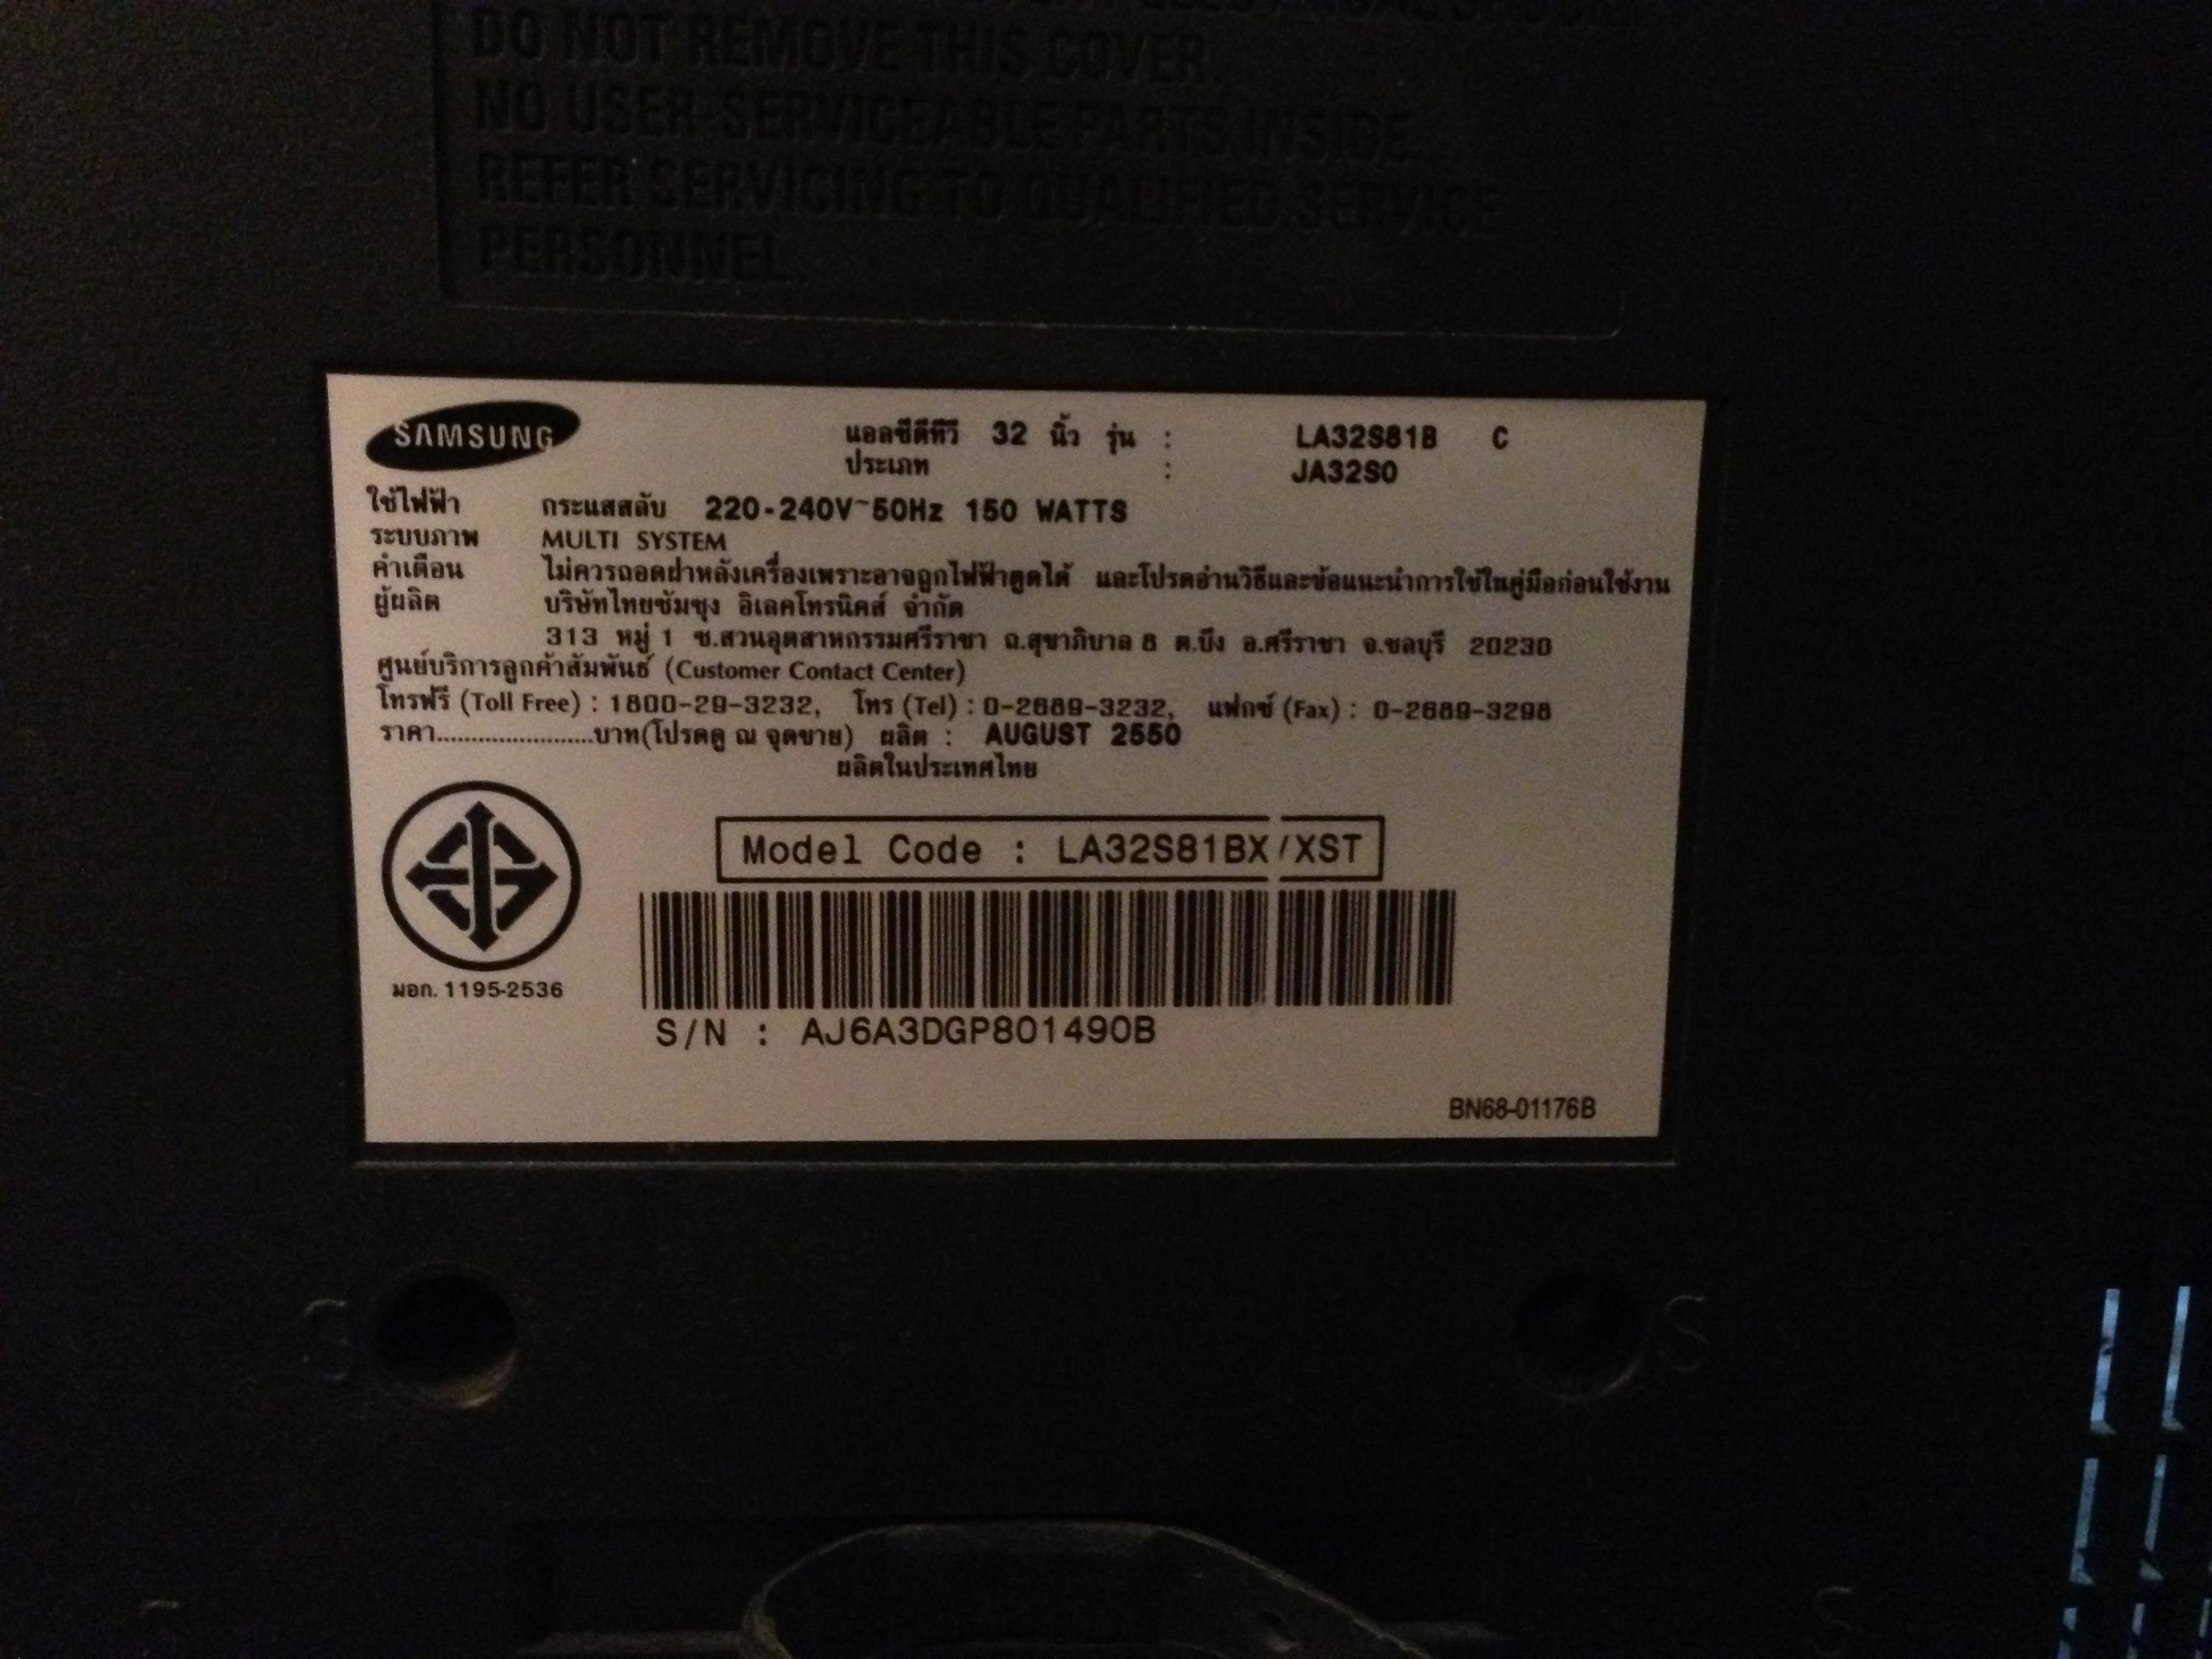 DO NOT REMOVE THIS COVER.
NO USER-SERVICEABLE PARTS INSIDE.
REFER SERVICING TO QUALIFIED SERVICE
PERSONNEL.
SAMSUNG
แอลซีดีทีวี 32 นิ้ว รุ่น : LA32S81B C
ประเภท : JA32S0
ใช้ไฟฟ้า กระแสสลับ 220-240V~50Hz 150 WATTS
ระบบภาพ MULTI SYSTEM
คำเตือน ไม่ควรถอดฝาหลังเครื่องเพราะอาจถูกไฟฟ้าดูดได้ และโปรดอ่านวิธีและข้อแนะนำการใช้ในคู่มือก่อนใช้งาน
ผู้ผลิต บริษัทไทยซัมซุง อิเลคโทรนิคส์ จำกัด
313 หมู่ 1 ซ.สวนอุตสาหกรรมศรีราชา ถ.สุขาภิบาล 8 ต.บึง อ.ศรีราชา จ.ชลบุรี 20230
ศูนย์บริการลูกค้าสัมพันธ์ (Customer Contact Center)
โทรฟรี (Toll Free) : 1800-29-3232, โทร (Tel) : 0-2689-3232, แฟกซ์ (Fax) : 0-2689-3298
ราคา.......................บาท(โปรดดู ณ จุดขาย) ผลิต : AUGUST 2550
ผลิตในประเทศไทย
Model Code : LA32S81BX/XST
มอก. 1195-2536
S/N : AJ6A3DGP801490B
BN68-01176B
S S
S